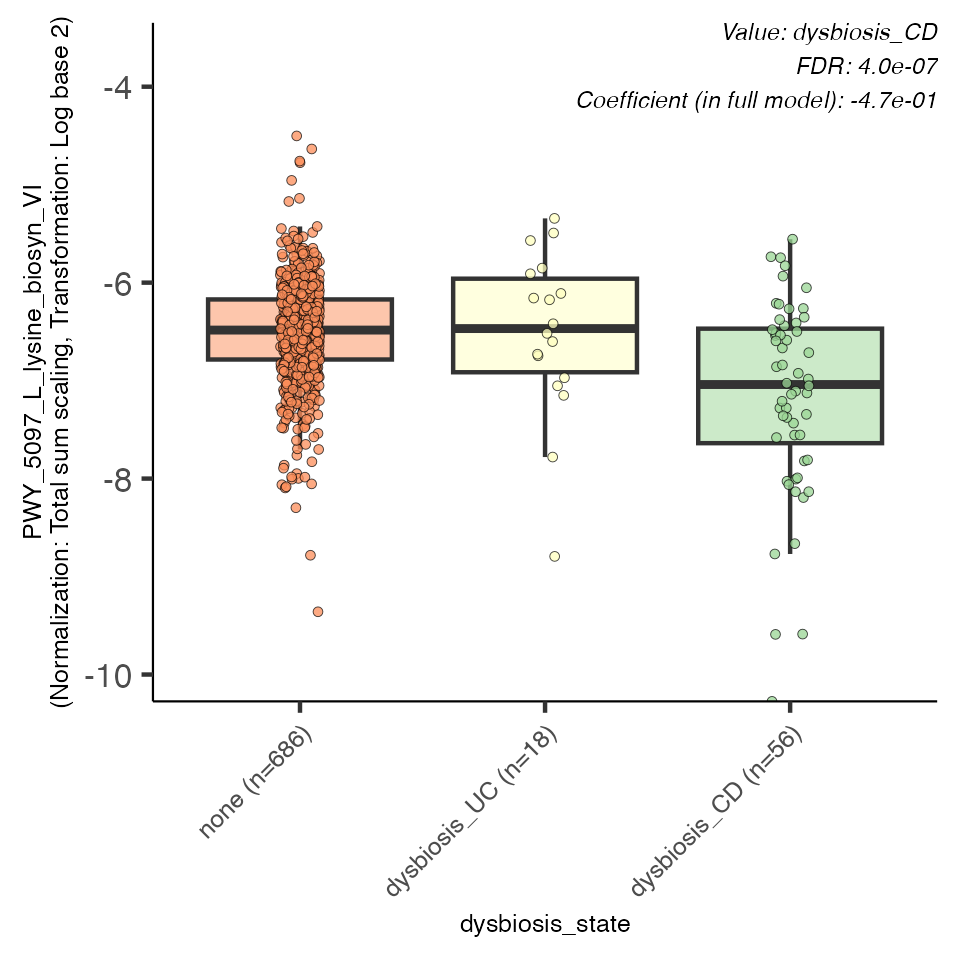 Value: dysbiosis_CD
FDR: 4.0e-07
Coefficient (in full model): -4.7e-01
PWY_5097_L_lysine_biosyn_VI
(Normalization: Total sum scaling, Transformation: Log base 2)
-4
-6
-8
-10
none (n=686)
dysbiosis_UC (n=18)
dysbiosis_CD (n=56)
dysbiosis_state